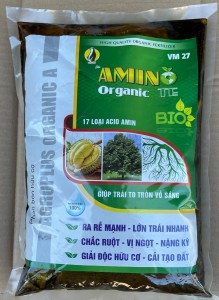 HIGH QUALITY ORGANIC FERTILIZER
VM 27
AMINO
Organic TE
BIO
17 LOẠI ACID AMIN
GIÚP TRÁI TO TRÒN VÔ SÁNG
RA RỄ MẠNH - LỚN TRÁI NHANH
CHẮC RUỘT - VỊ NGỌT - NẶNG KÝ
GIẢI ĐỘC HỮU CƠ - CẢI TẠO ĐẤT
100%
AGROPLUS ORGANIC A